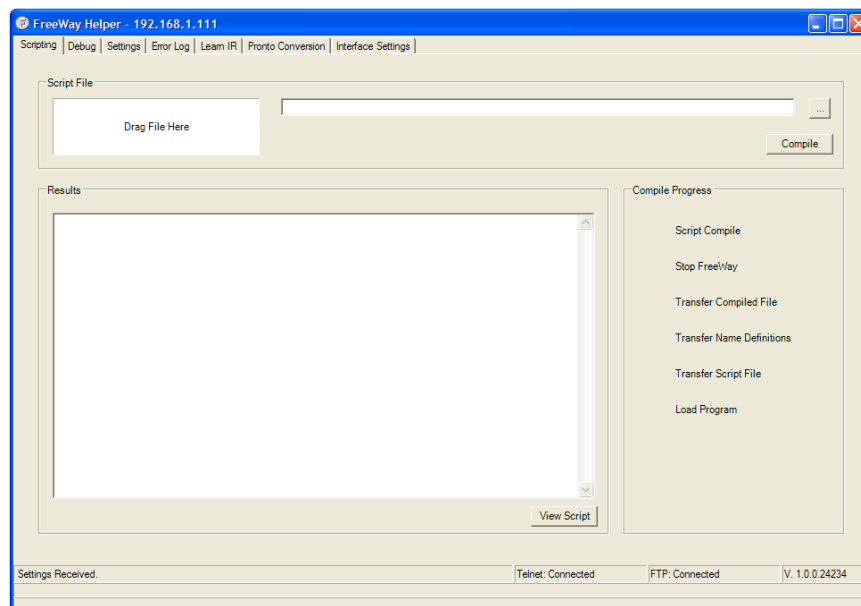 FreeWay Helper - 192.168.1.111
Scripting Debug Settings Error Log Learn IR Pronto Conversion Interface Settings
Script File
Drag File Here
...
Compile
Results
Compile Progress
Script Compile
Stop FreeWay
Transfer Compiled File
Transfer Name Definitions
Transfer Script File
Load Program
View Script
Settings Received. Telnet: Connected FTP: Connected V. 1.0.0.24234